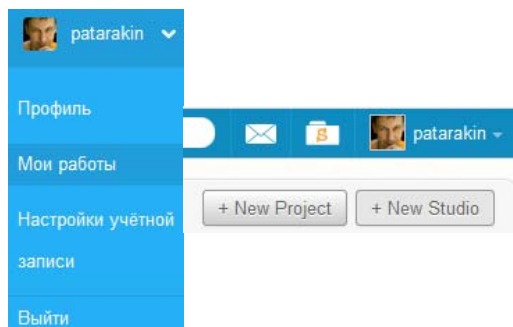 patarakin
Профиль
Мои работы
Настройки учётной
записи
Выйти
S
patarakin
+ New Project
+ New Studio